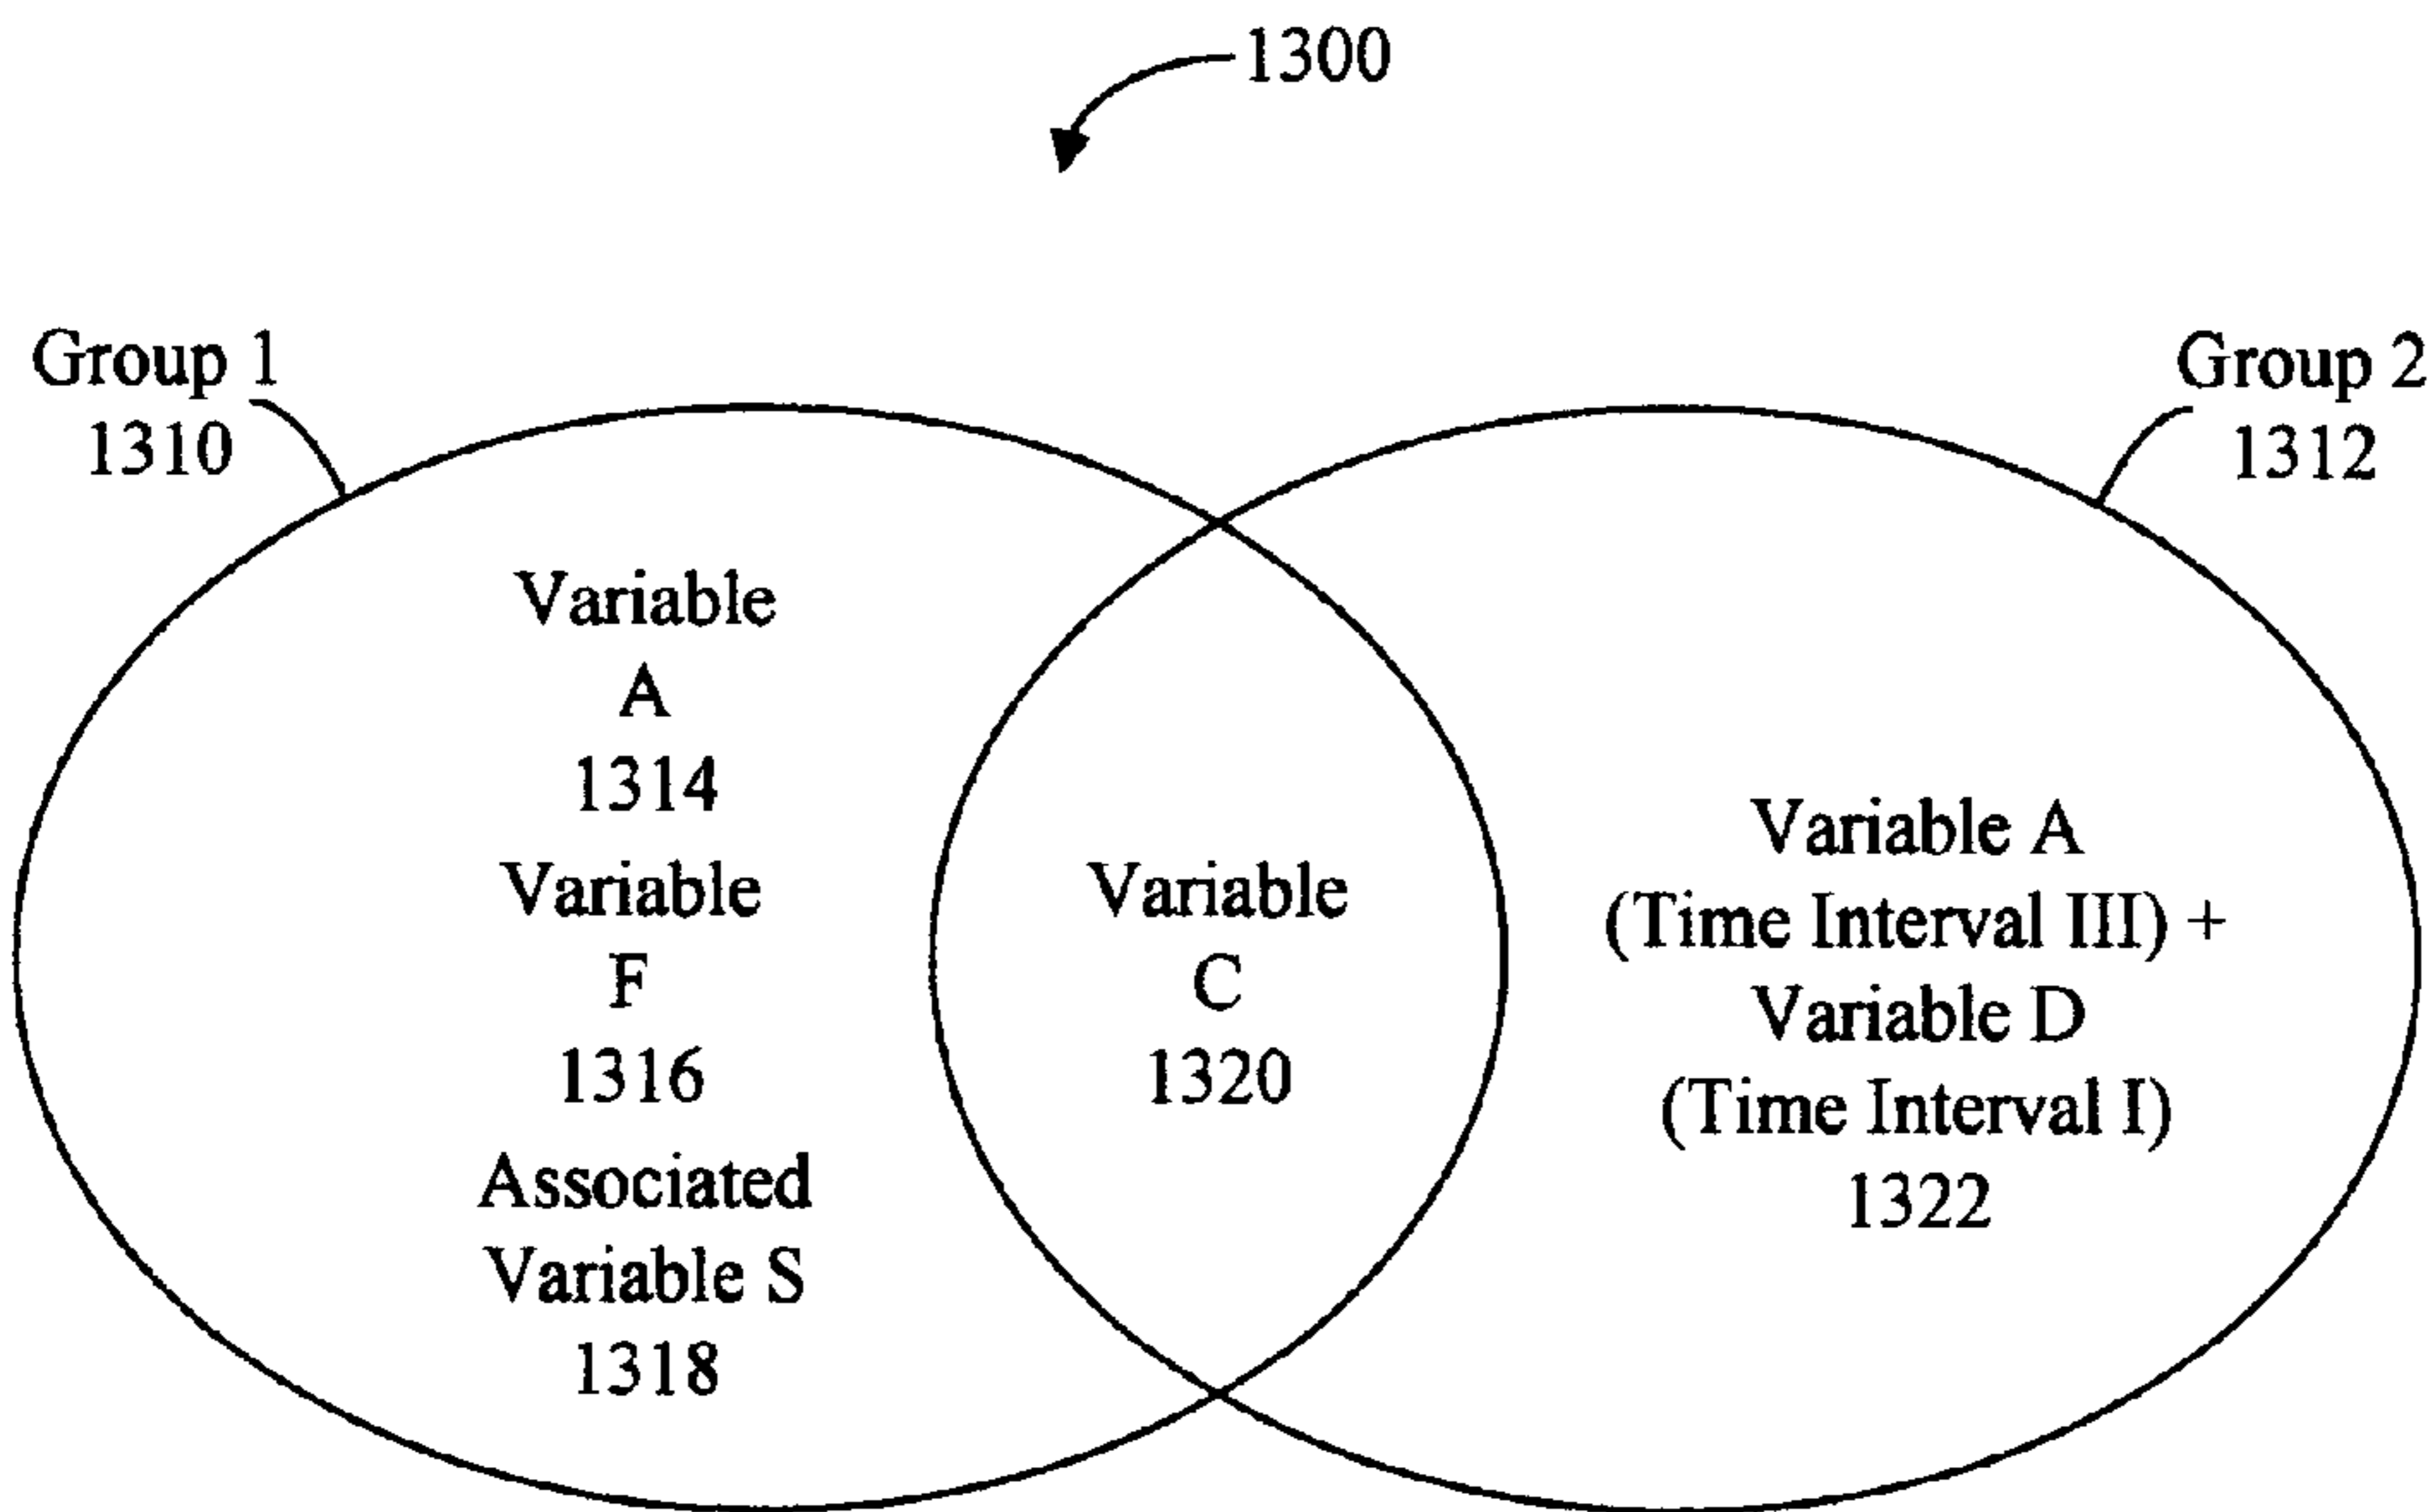 1300
Group 1
1310
Group 2
1312
Variable
A
1314
Variable
F
1316
Associated
Variable S
1318
Variable
C
1320
Variable A
(Time Interval III) +
Variable D
(Time Interval I)
1322